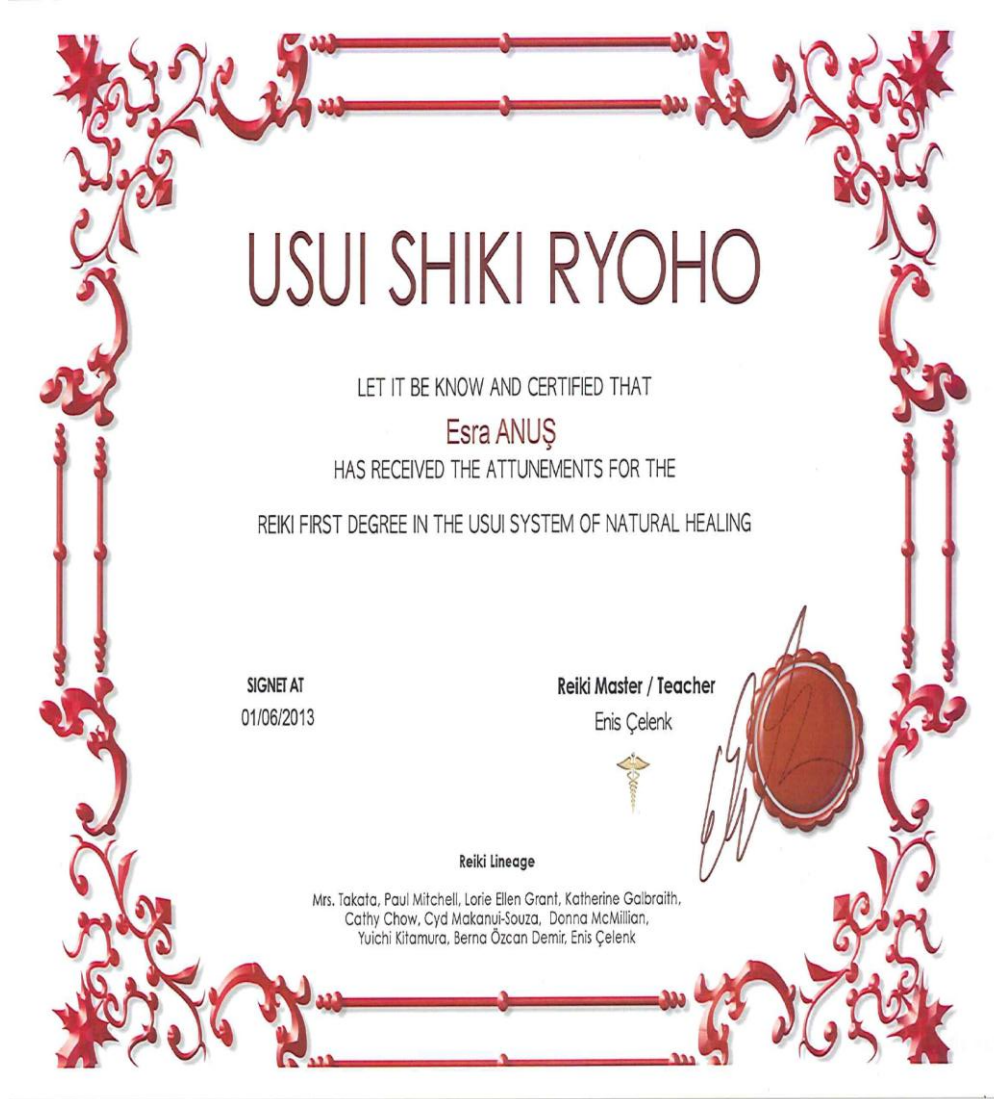 USUI SHIKI RYOHO
LET IT BE KNOW AND CERTIFIED THAT
Esra ANUŞ
HAS RECEIVED THE ATTUNEMENTS FOR THE
REIKI FIRST DEGREE IN THE USUI SYSTEM OF NATURAL HEALING
SIGNET AT
01/06/2013
Reiki Master / Teacher
Enis Çelenk
Reiki Lineage
Mrs. Takata, Paul Mitchell, Lorie Ellen Grant, Katherine Galbraith,
Cathy Chow, Cyd Makanui-Souza, Donna McMillian,
Yuichi Kitamura, Berna Özcan Demir, Enis Çelenk